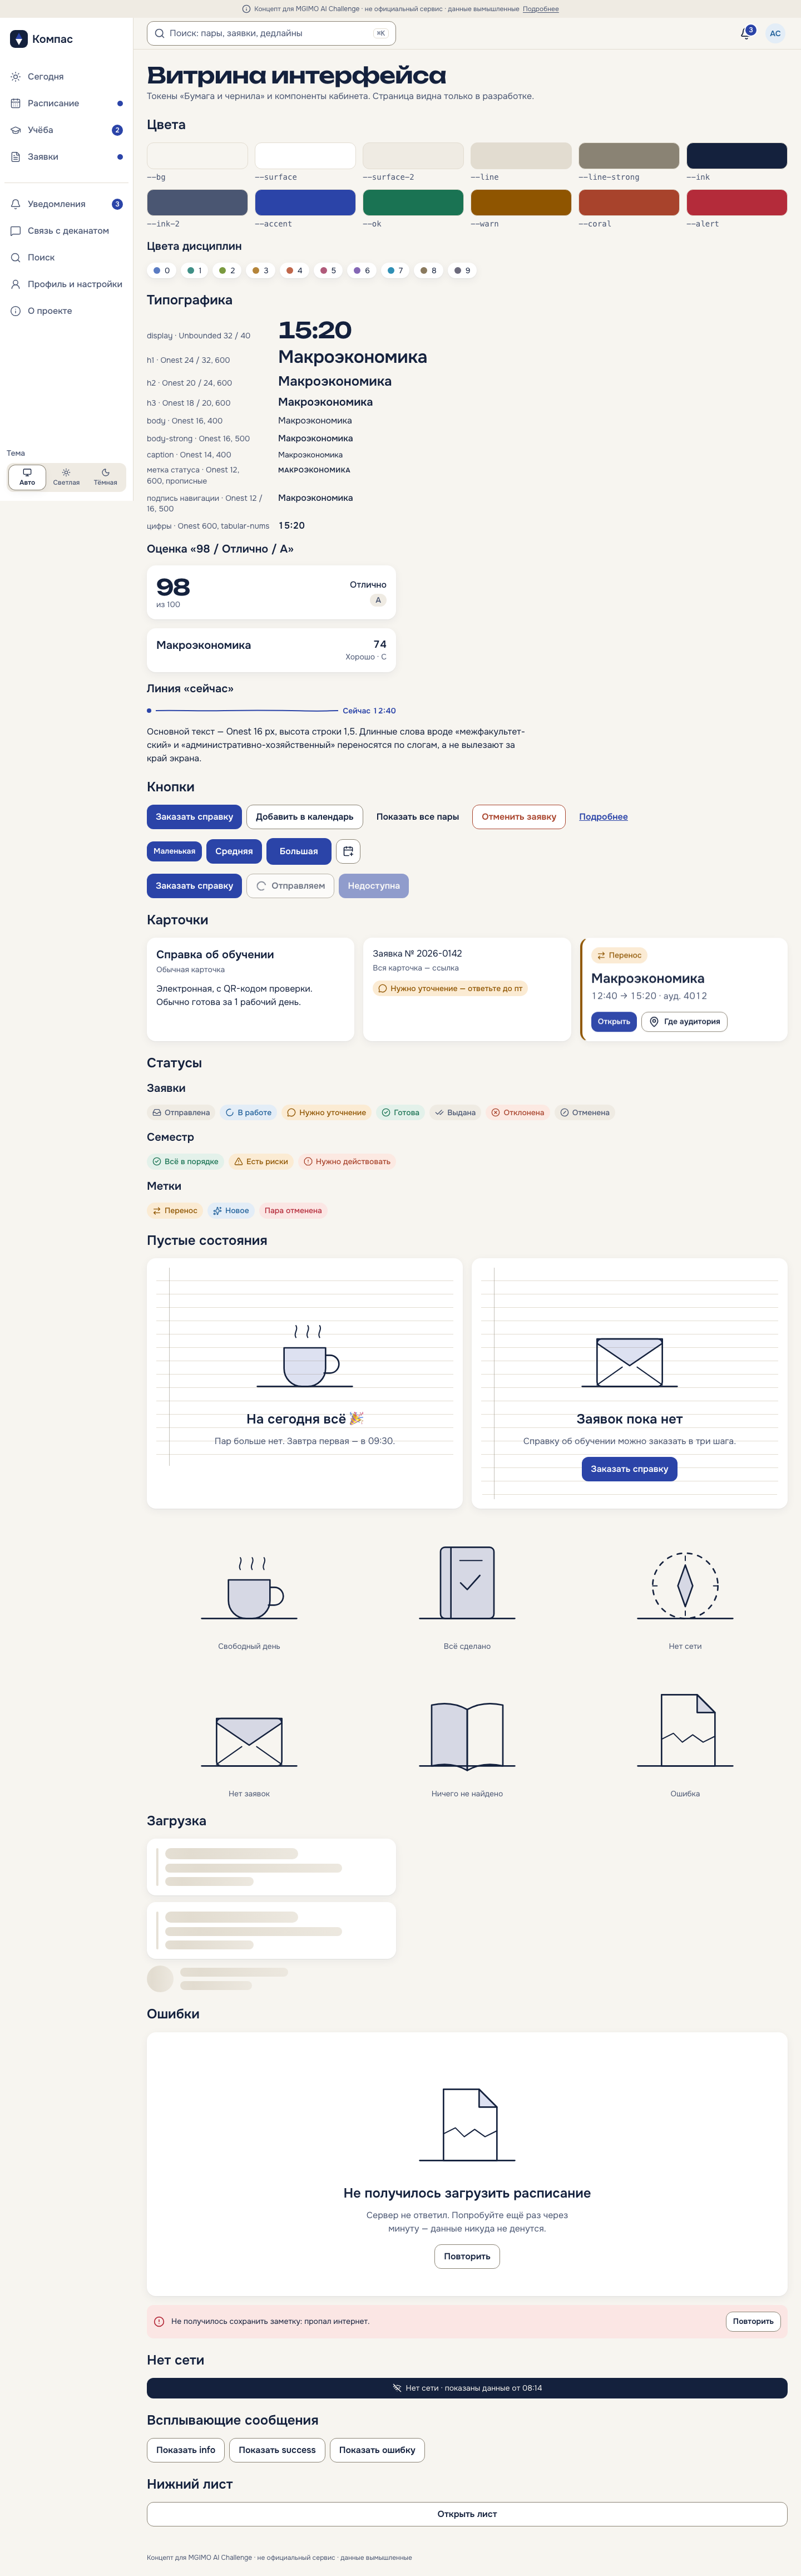 Концепт для MGIMO AI Challenge · не официальный сервис · данные вымышленные Подробнее
Компас
Поиск: пары, заявки, дедлайны
⌘K
3
АС
Сегодня
Расписание
Учёба
2
Заявки
Уведомления
3
Связь с деканатом
Поиск
Профиль и настройки
О проекте
Тема
Авто
Светлая
Тёмная
Витрина интерфейса
Токены «Бумага и чернила» и компоненты кабинета. Страница видна только в разработке.
Цвета
--bg
--surface
--surface-2
--line
--line-strong
--ink
--ink-2
--accent
--ok
--warn
--coral
--alert
Цвета дисциплин
0
1
2
3
4
5
6
7
8
9
Типографика
display · Unbounded 32 / 40
15:20
h1 · Onest 24 / 32, 600
Макроэкономика
h2 · Onest 20 / 24, 600
Макроэкономика
h3 · Onest 18 / 20, 600
Макроэкономика
body · Onest 16, 400
Макроэкономика
body-strong · Onest 16, 500
Макроэкономика
caption · Onest 14, 400
Макроэкономика
метка статуса · Onest 12,
600, прописные
МАКРОЭКОНОМИКА
подпись навигации · Onest 12 /
16, 500
Макроэкономика
цифры · Onest 600, tabular-nums
15:20
Оценка «98 / Отлично / A»
98
из 100
Отлично
A
Макроэкономика
74
Хорошо · C
Линия «сейчас»
Сейчас 12:40
Основной текст — Onest 16 px, высота строки 1,5. Длинные слова вроде «межфакультет-
ский» и «административно-хозяйственный» переносятся по слогам, а не вылезают за
край экрана.
Кнопки
Заказать справку
Добавить в календарь
Показать все пары
Отменить заявку
Подробнее
Маленькая
Средняя
Большая
Заказать справку
Отправляем
Недоступна
Карточки
Справка об обучении
Обычная карточка
Электронная, с QR-кодом проверки.
Обычно готова за 1 рабочий день.
Заявка № 2026-0142
Вся карточка — ссылка
Нужно уточнение — ответьте до пт
Перенос
Макроэкономика
12:40 → 15:20 · ауд. 4012
Открыть
Где аудитория
Статусы
Заявки
Отправлена
В работе
Нужно уточнение
Готова
Выдана
Отклонена
Отменена
Семестр
Всё в порядке
Есть риски
Нужно действовать
Метки
Перенос
Новое
Пара отменена
Пустые состояния
На сегодня всё 🎉
Пар больше нет. Завтра первая — в 09:30.
Заявок пока нет
Справку об обучении можно заказать в три шага.
Заказать справку
Свободный день
Всё сделано
Нет сети
Нет заявок
Ничего не найдено
Ошибка
Загрузка
Ошибки
Не получилось загрузить расписание
Сервер не ответил. Попробуйте ещё раз через
минуту — данные никуда не денутся.
Повторить
Не получилось сохранить заметку: пропал интернет.
Повторить
Нет сети
Нет сети · показаны данные от 08:14
Всплывающие сообщения
Показать info
Показать success
Показать ошибку
Нижний лист
Открыть лист
Концепт для MGIMO AI Challenge · не официальный сервис · данные вымышленные